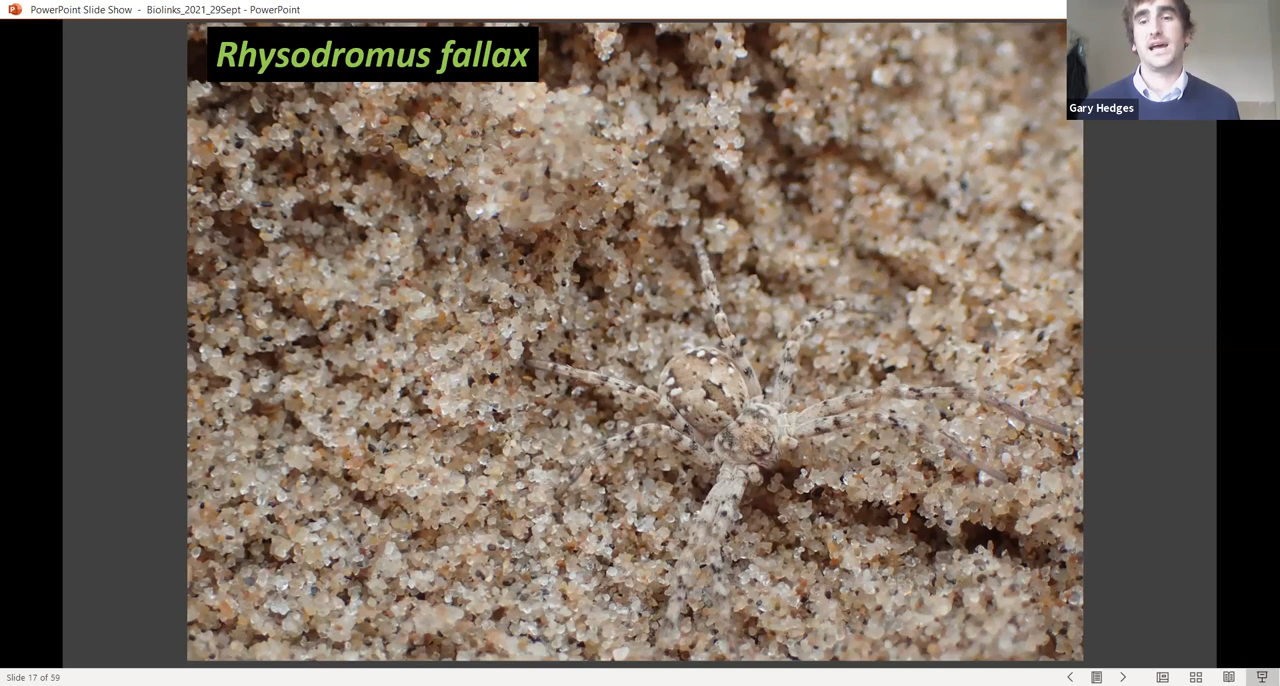 PowerPoint Slide Show - Biolinks_2021_29Sept - PowerPoint
Rhysodromus fallax
Gary Hedges
Slide 17 of 59